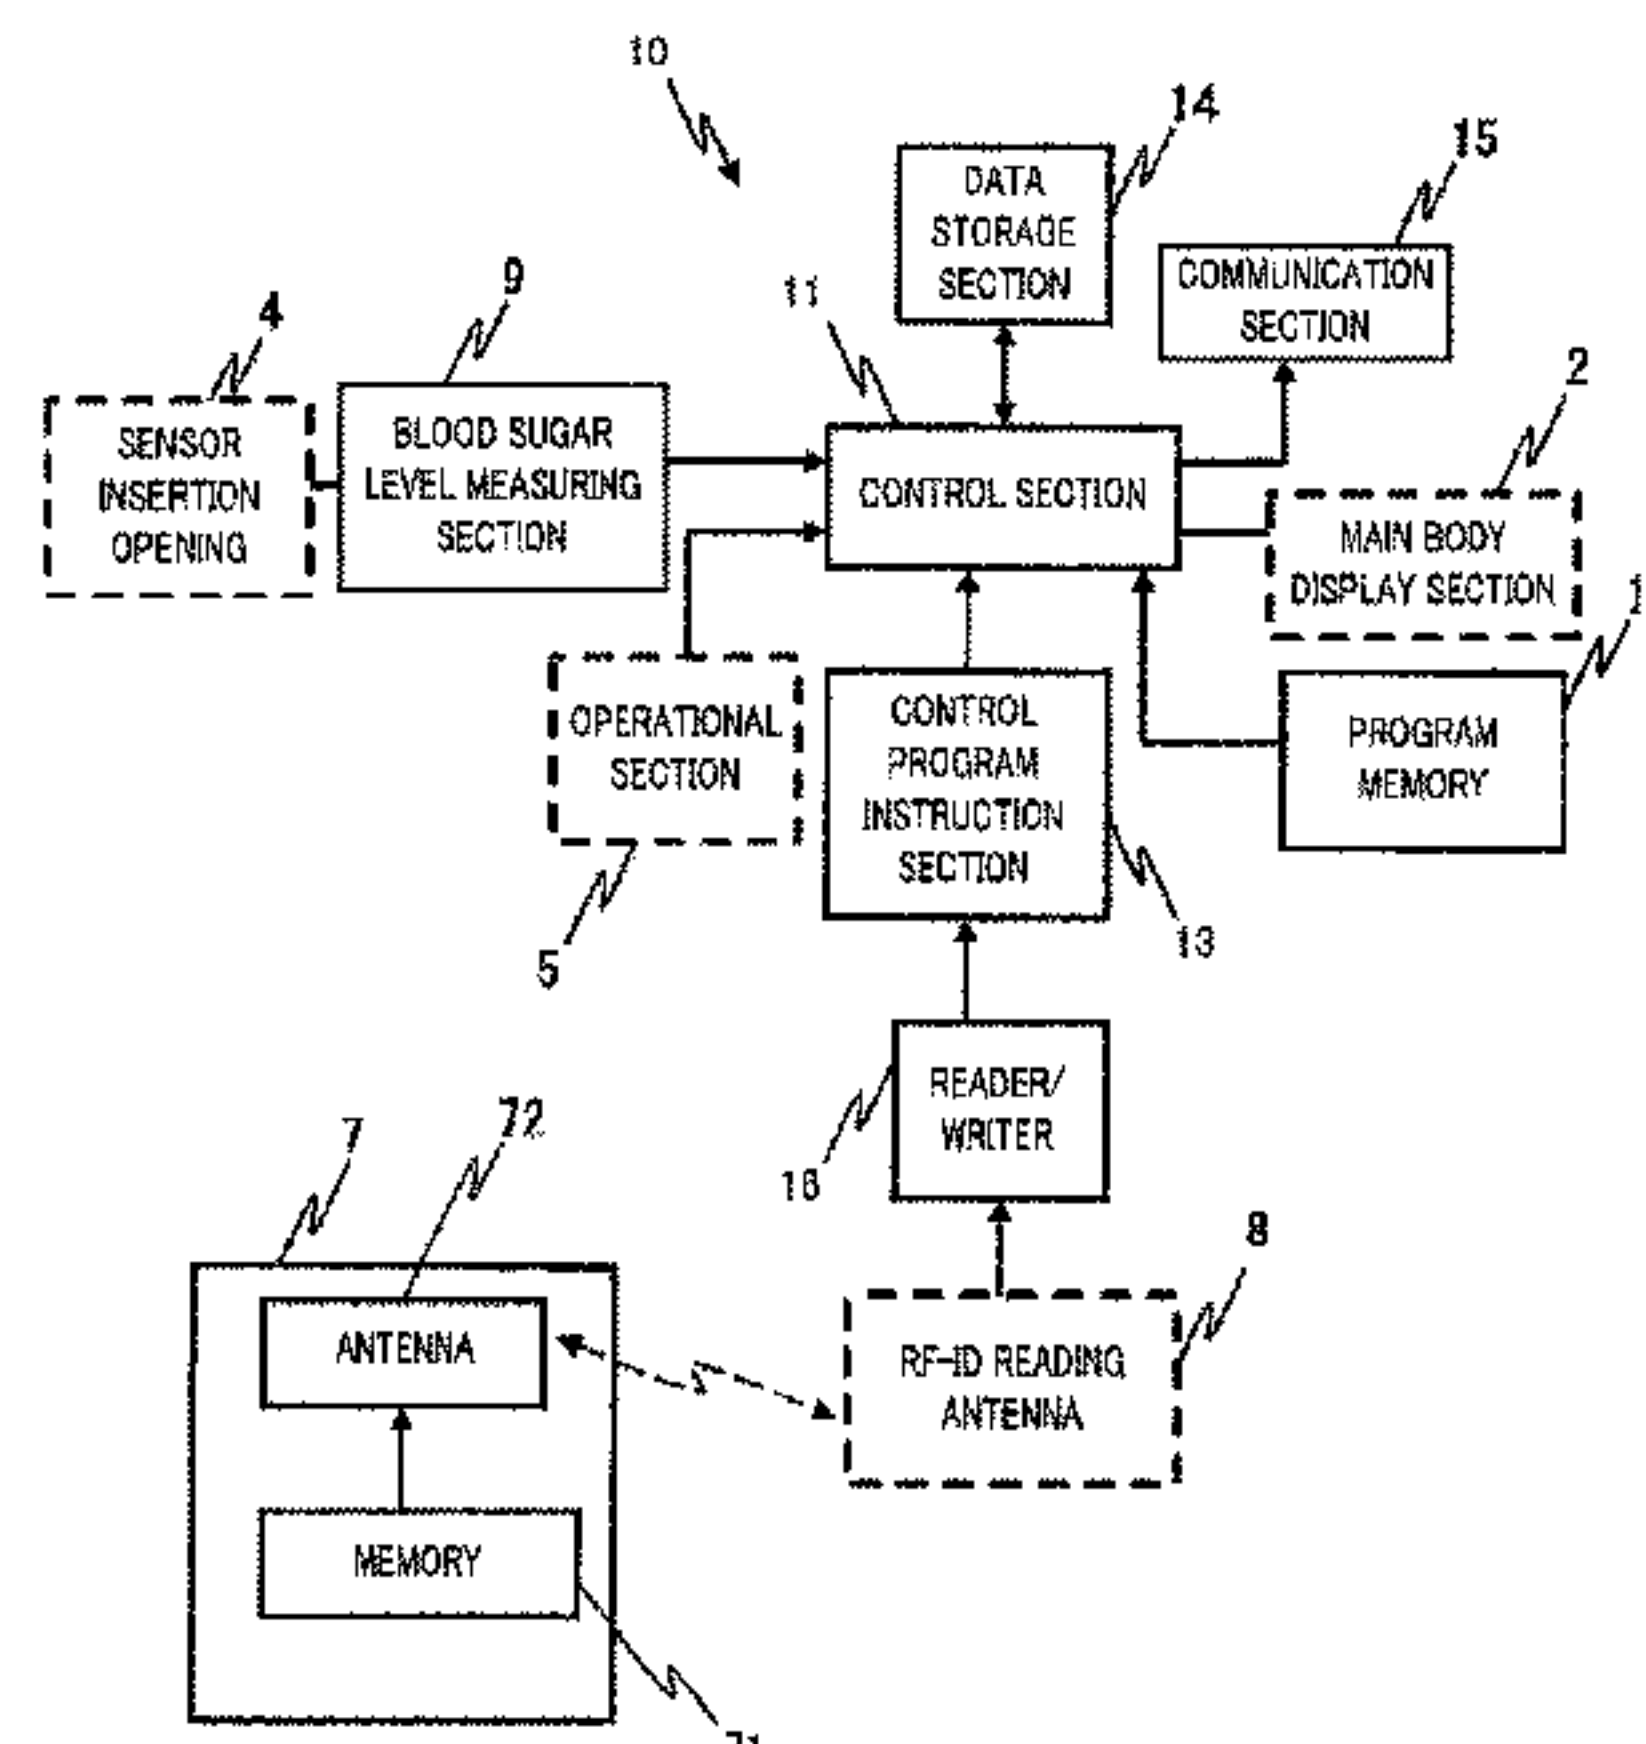 10
14
DATA
STORAGE
SECTION
15
COMMUNICATION
SECTION
11
9
4
SENSOR
INSERTION
OPENING
BLOOD SUGAR
LEVEL MEASURING
SECTION
CONTROL SECTION
2
MAIN BODY
DISPLAY SECTION
1
OPERATIONAL
SECTION
5
CONTROL
PROGRAM
INSTRUCTION
SECTION
13
PROGRAM
MEMORY
READER/
WRITER
16
7
72
ANTENNA
MEMORY
8
RF-ID READING
ANTENNA